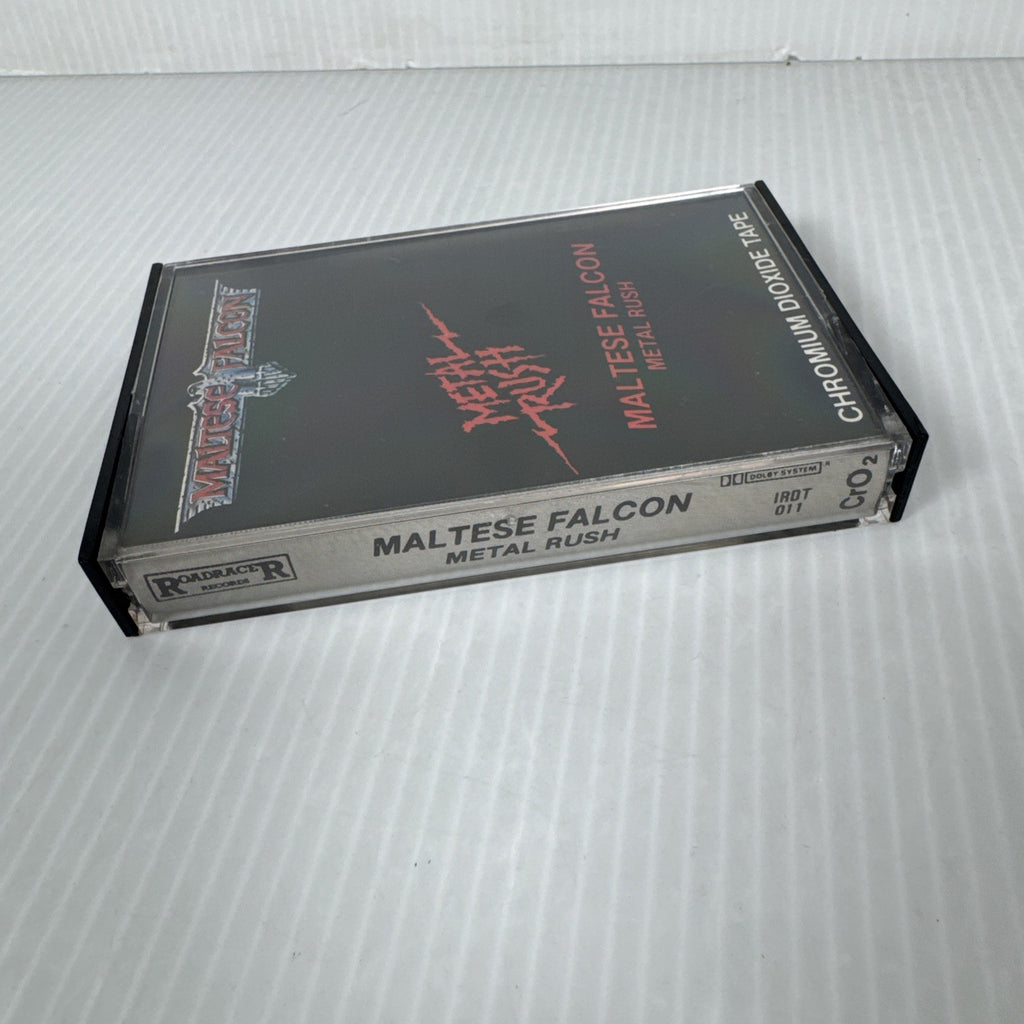 MALTESE FALCON
METAL
RUSH
MALTESE FALCON
METAL RUSH
CHROMIUM DIOXIDE TAPE
ROADRACER
RECORDS
MALTESE FALCON
METAL RUSH
DOLBY SYSTEM R
IRDT
011
CrO₂